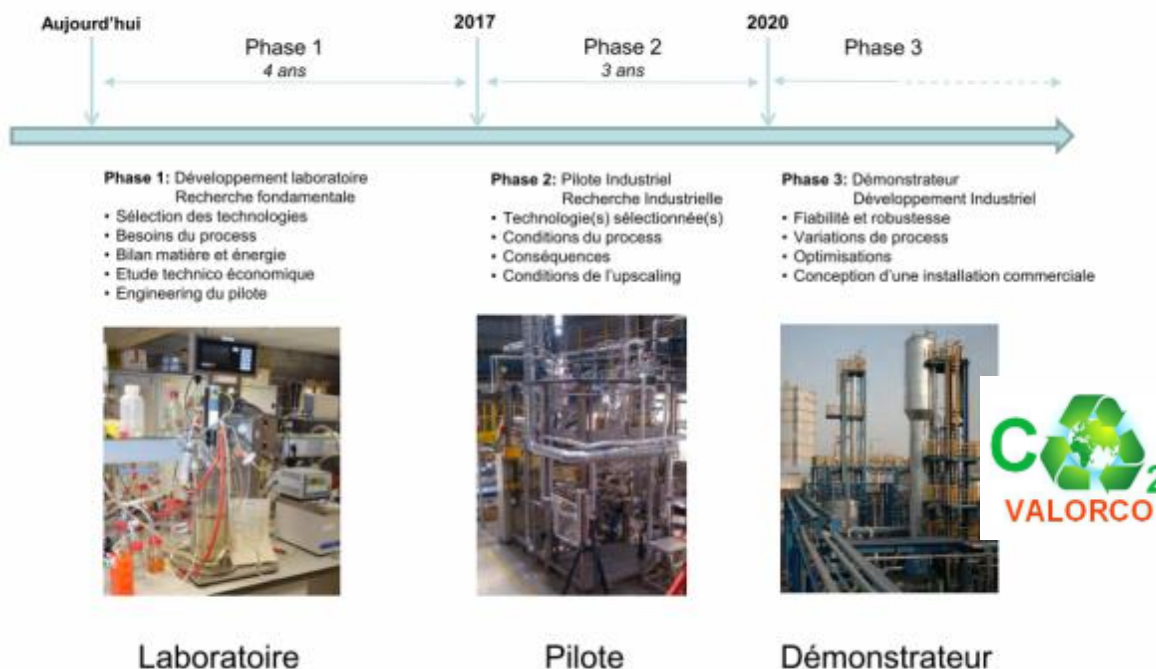 Aujourd'hui
2017
2020
Phase 1
4 ans
Phase 2
3 ans
Phase 3
Phase 1: Développement laboratoire
Recherche fondamentale
• Sélection des technologies
• Besoins du process
• Bilan matière et énergie
• Etude technico économique
• Engineering du pilote
Phase 2: Pilote Industriel
Recherche Industrielle
• Technologie(s) sélectionnée(s)
• Conditions du process
• Conséquences
• Conditions de l'upscaling
Phase 3: Démonstrateur
Développement Industriel
• Fiabilité et robustesse
• Variations de process
• Optimisations
• Conception d'une installation commerciale
C 2
VALORCO
Laboratoire
Pilote
Démonstrateur